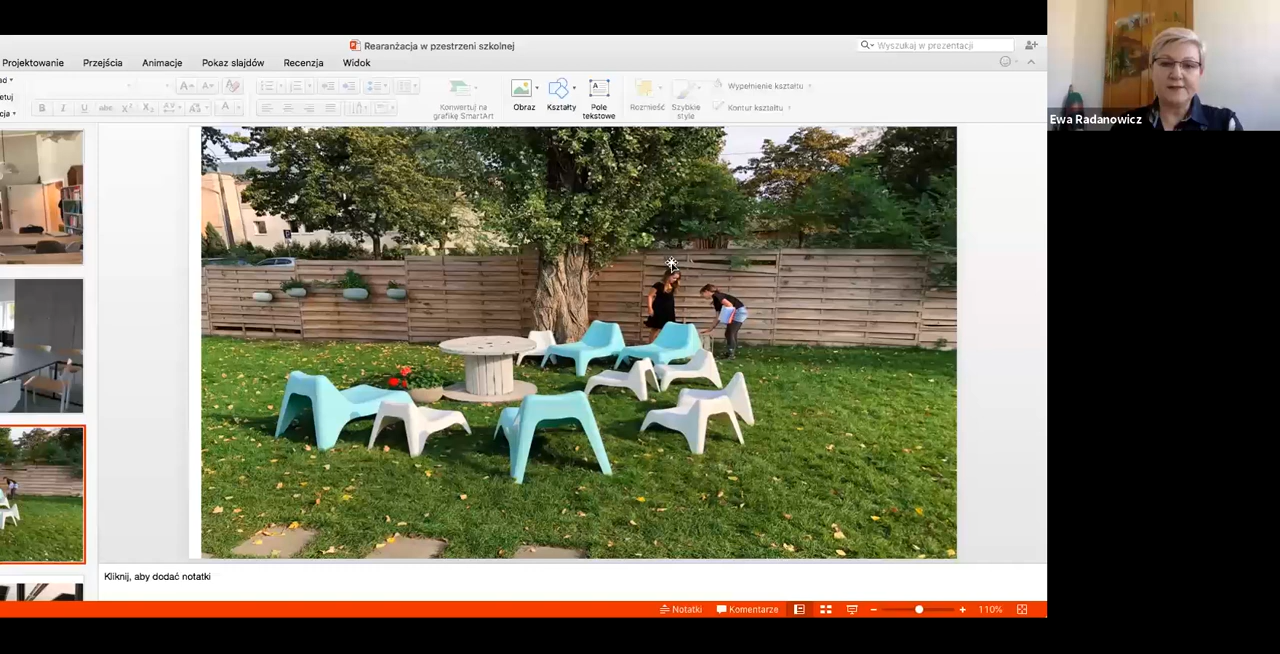 Rearanżacja w pzestrzeni szkolnej
Wyszukaj w prezentacji
Projektowanie Przejścia Animacje Pokaz slajdów Recenzja Widok
Konwertuj na
grafikę SmartArt
Obraz
Kształty
Pole
tekstowe
Rozmieść
Szybkie
style
Wypełnienie kształtu
Kontur kształtu
Ewa Radanowicz
Kliknij, aby dodać notatki
Notatki Komentarze 110%